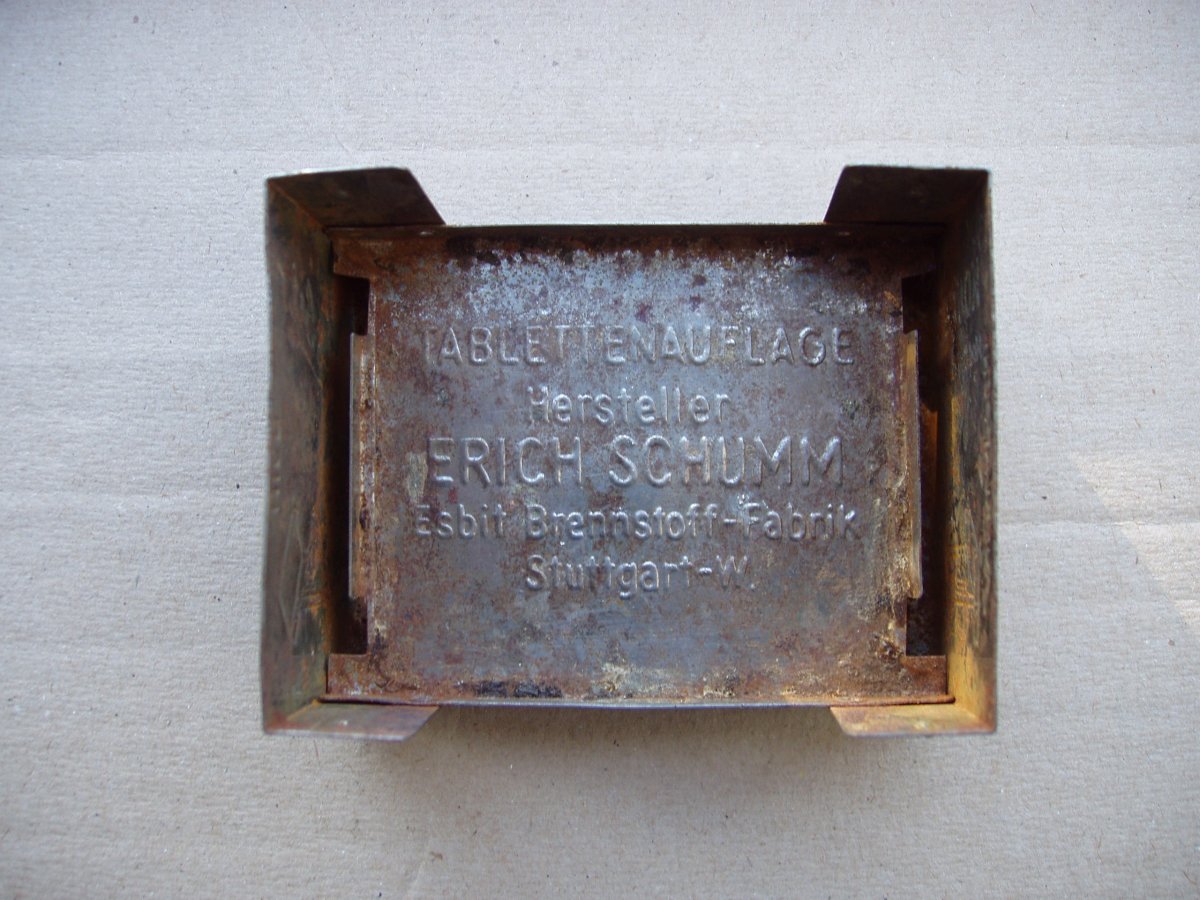 TABLETTENAUFLAGE
Hersteller
ERICH SCHUMM
Esbit Brennstoff-Fabrik
Stuttgart-W.